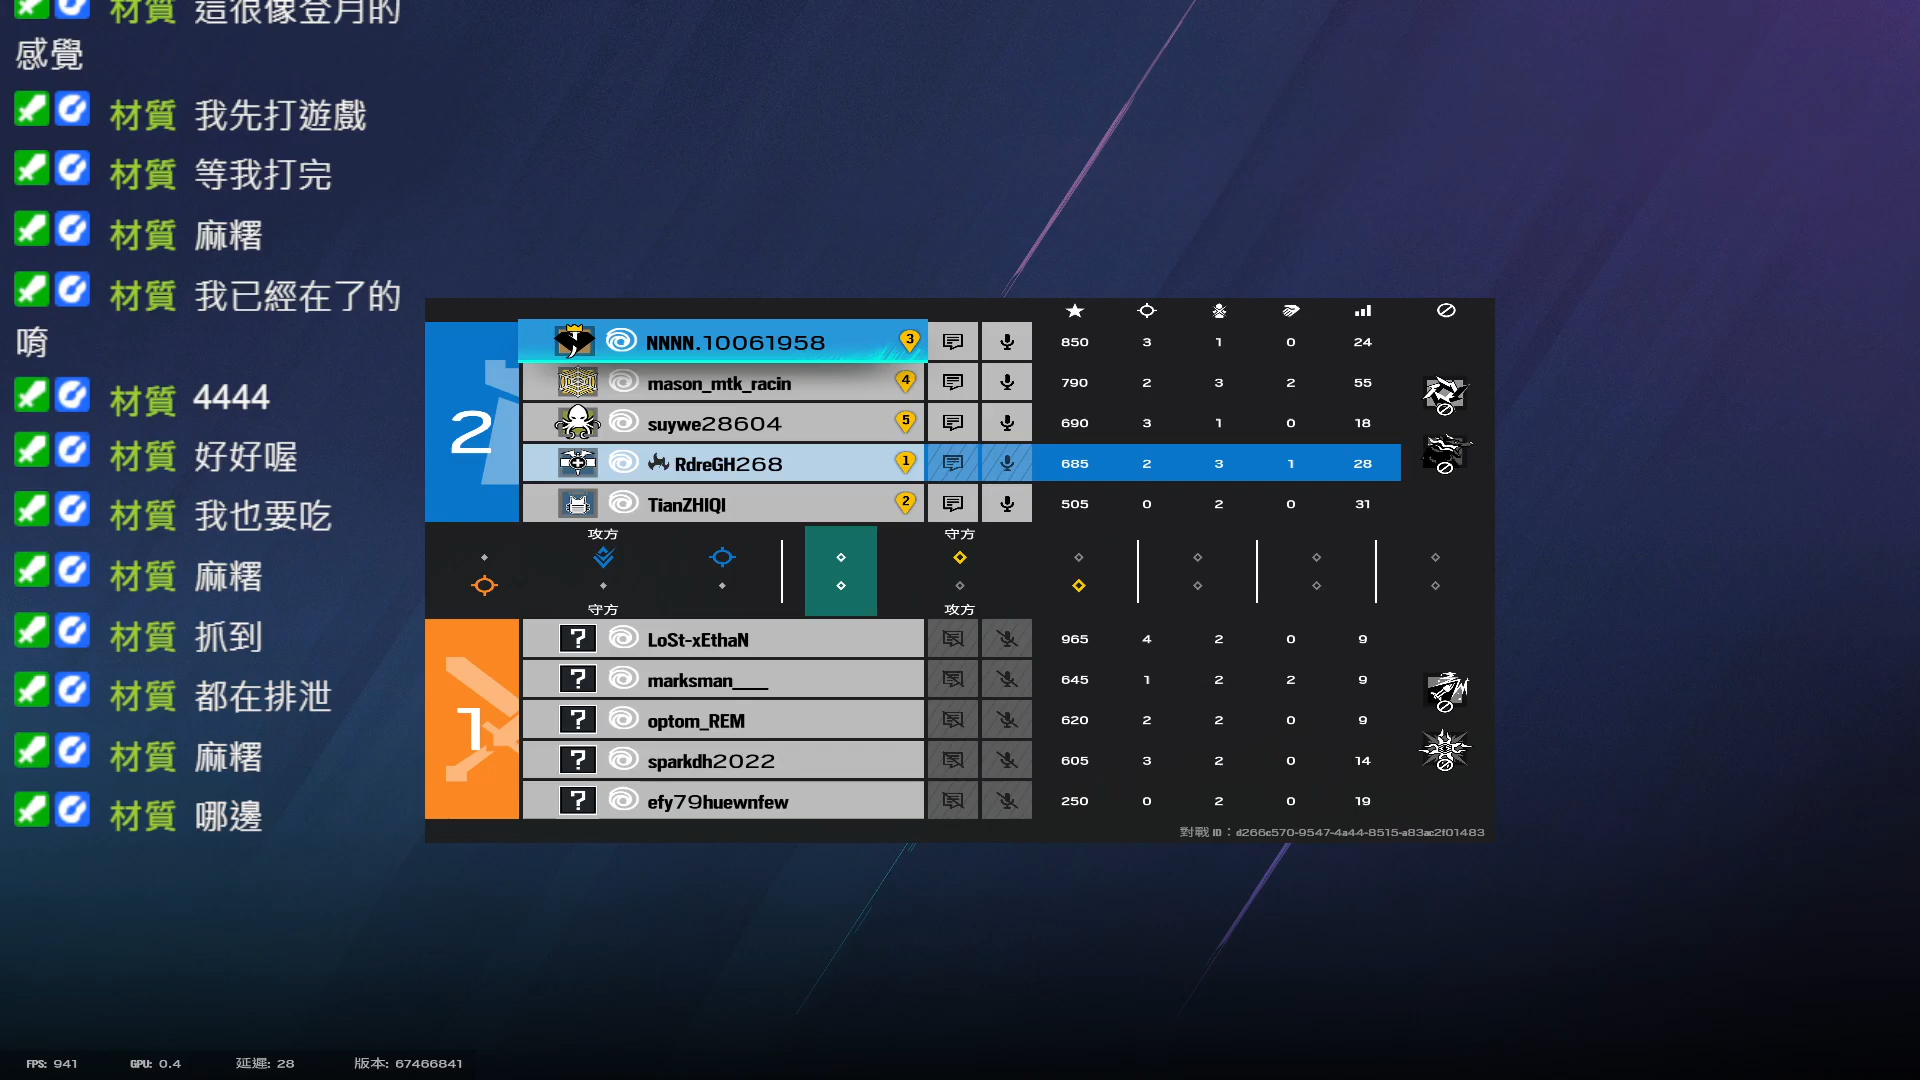 材質 這很像登月的
感覺
材質 我先打遊戲
材質 等我打完
材質 麻糬
材質 我已經在了的
唷
材質 4444
材質 好好喔
材質 我也要吃
材質 麻糬
材質 抓到
材質 都在排泄
材質 麻糬
材質 哪邊
2
NNNN.10061958 3 850 3 1 0 24
mason_mtk_racin 4 790 2 3 2 55
suywe28604 5 690 3 1 0 18
RdreGH268 1 685 2 3 1 28
TianZHIQI 2 505 0 2 0 31
攻方 守方
守方 攻方
1
? LoSt-xEthaN 965 4 2 0 9
? marksman____ 645 1 2 2 9
? optom_REM 620 2 2 0 9
? sparkdh2022 605 3 2 0 14
? efy79huewnfew 250 0 2 0 19
對戰 ID：d266c570-9547-4a44-8515-a83ac2f01483
FPS: 941 GPU: 0.4 延遲: 28 版本: 67466841